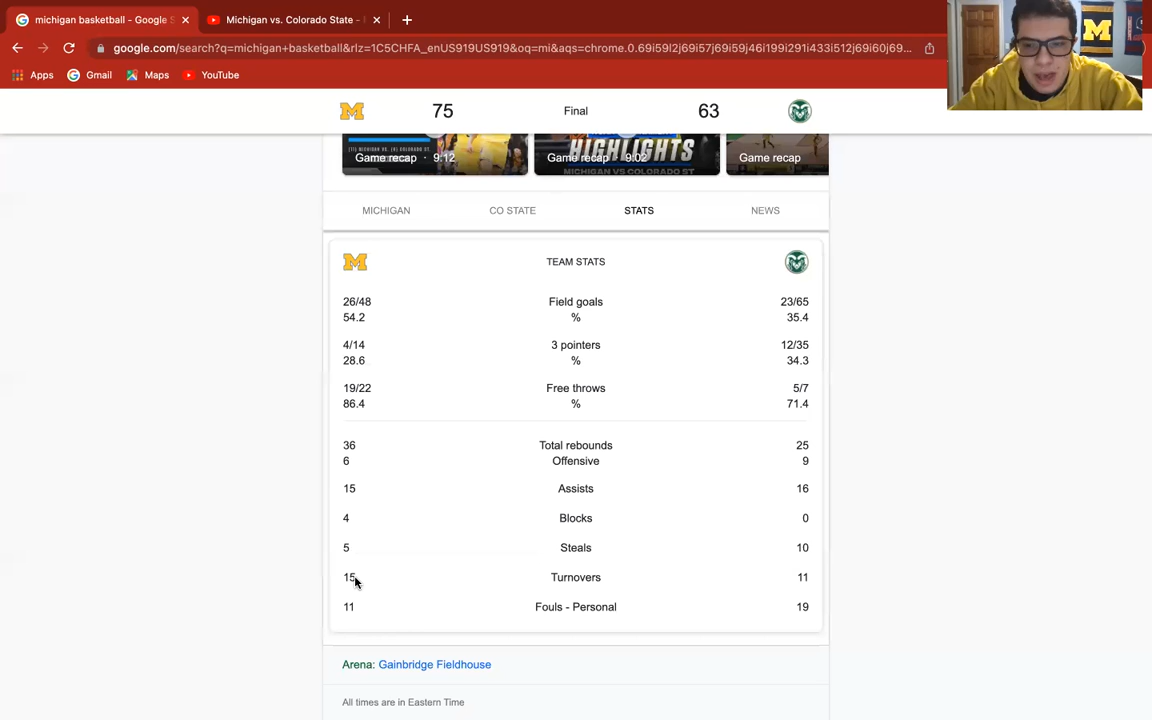 michigan basketball - Google S
Michigan vs. Colorado State -
google.com/search?q=michigan+basketball&rlz=1C5CHFA_enUS919US919&oq=mi&aqs=chrome.0.69i59l2j69i57j69i59j46i199i291i433i512j69i60j69...
Apps Gmail Maps YouTube
75 Final 63
Game recap · 9:12
HIGHLIGHTS
Game recap · 9:02
MICHIGAN VS COLORADO ST
Game recap
MICHIGAN CO STATE STATS NEWS
M TEAM STATS
26/48 Field goals 23/65
54.2 % 35.4
4/14 3 pointers 12/35
28.6 % 34.3
19/22 Free throws 5/7
86.4 % 71.4
36 Total rebounds 25
6 Offensive 9
15 Assists 16
4 Blocks 0
5 Steals 10
15 Turnovers 11
11 Fouls - Personal 19
Arena: Gainbridge Fieldhouse
All times are in Eastern Time